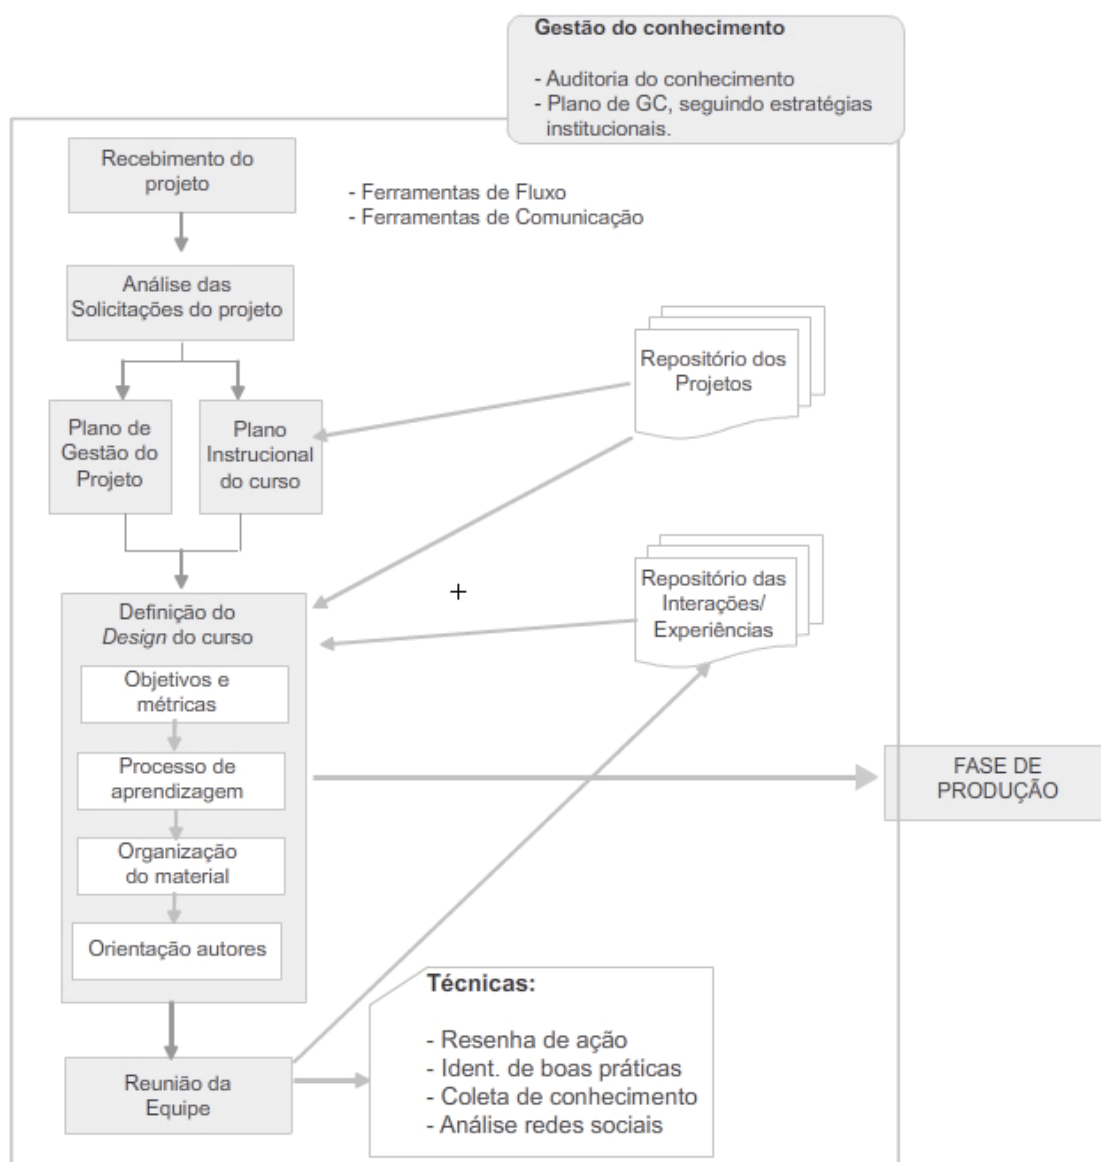 Gestão do conhecimento
- Auditoria do conhecimento
- Plano de GC, seguindo estratégias
institucionais.
Recebimento do
projeto
- Ferramentas de Fluxo
- Ferramentas de Comunicação
Análise das
Solicitações do projeto
Repositório dos
Projetos
Plano de
Gestão do
Projeto
Plano
Instrucional
do curso
Repositório das
Interações/
Experiências
+
Definição do
Design do curso
Objetivos e
métricas
Processo de
aprendizagem
Organização
do material
Orientação autores
FASE DE
PRODUÇÃO
Reunião da
Equipe
Técnicas:
- Resenha de ação
- Ident. de boas práticas
- Coleta de conhecimento
- Análise redes sociais